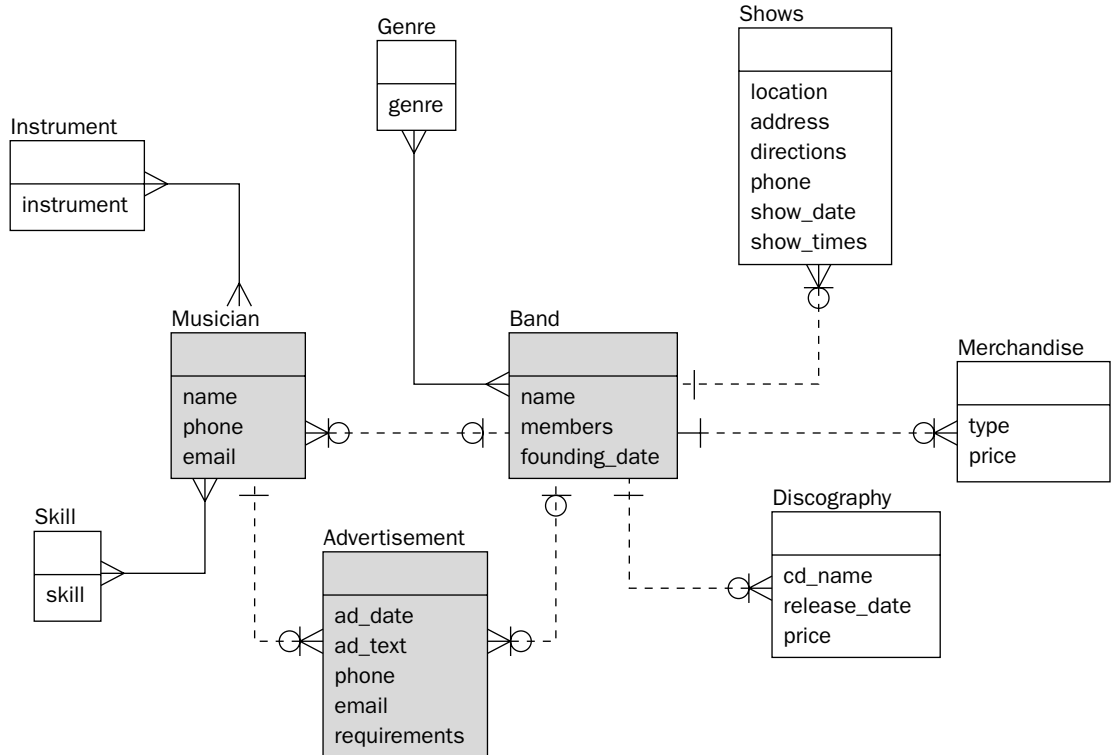 Shows
location
address
directions
phone
show_date
show_times
Genre
genre
Instrument
instrument
Musician
name
phone
email
Band
name
members
founding_date
Merchandise
type
price
Skill
skill
Advertisement
ad_date
ad_text
phone
email
requirements
Discography
cd_name
release_date
price